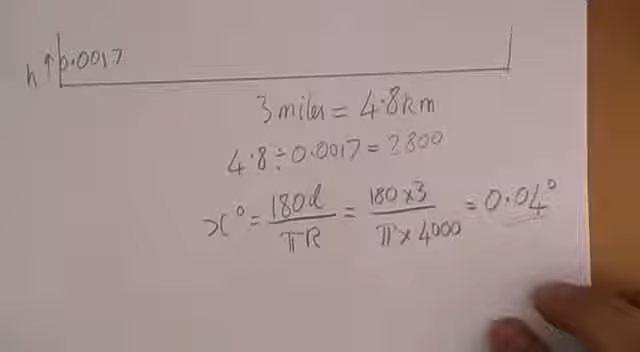 h↑0.0017
3 miles = 4.8km
4.8÷0.0017=2800
x° = 180d/πR = 180×3/π×4000 = 0.04°